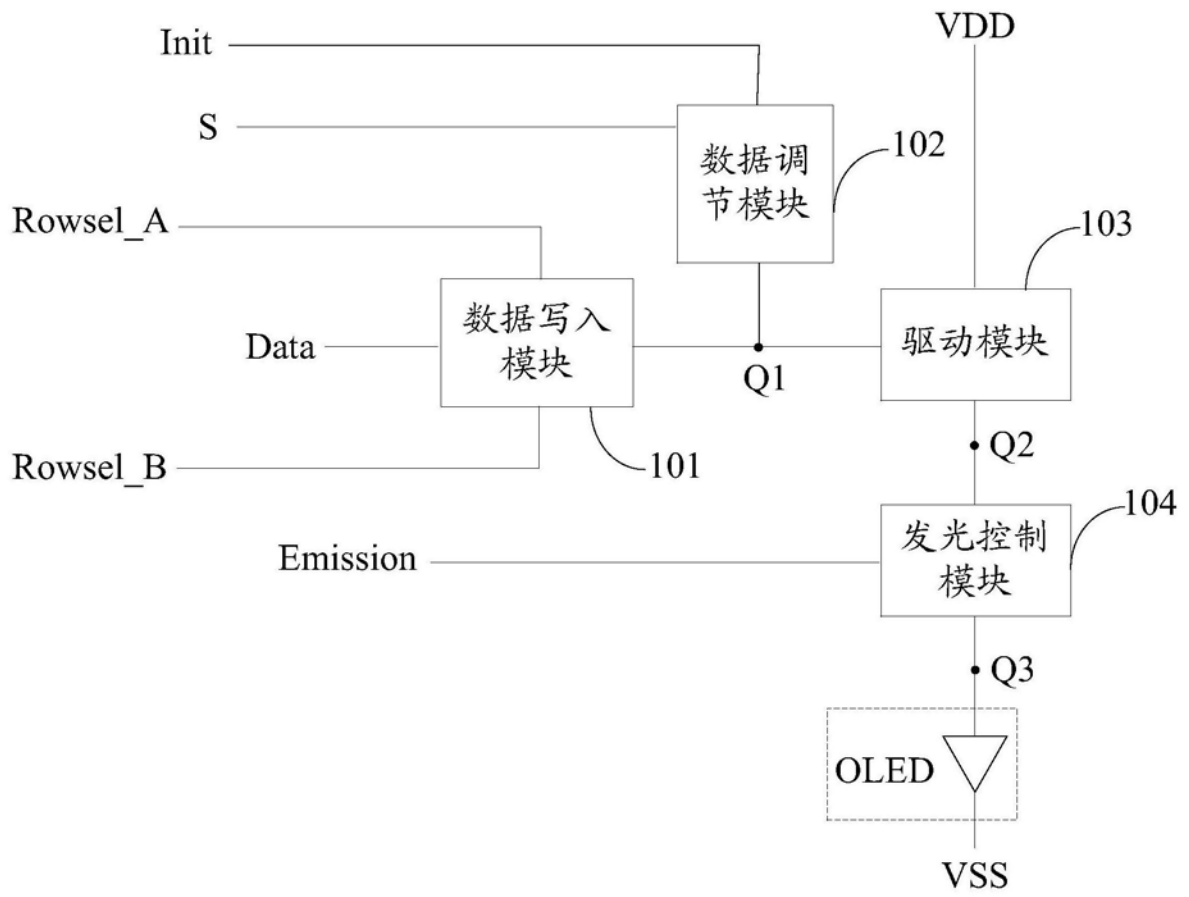 Init
VDD
S
数据调
节模块
102
Rowsel_A
103
数据写入
模块
Data
驱动模块
Q1
Q2
Rowsel_B
101
104
Emission
发光控制
模块
Q3
OLED
VSS